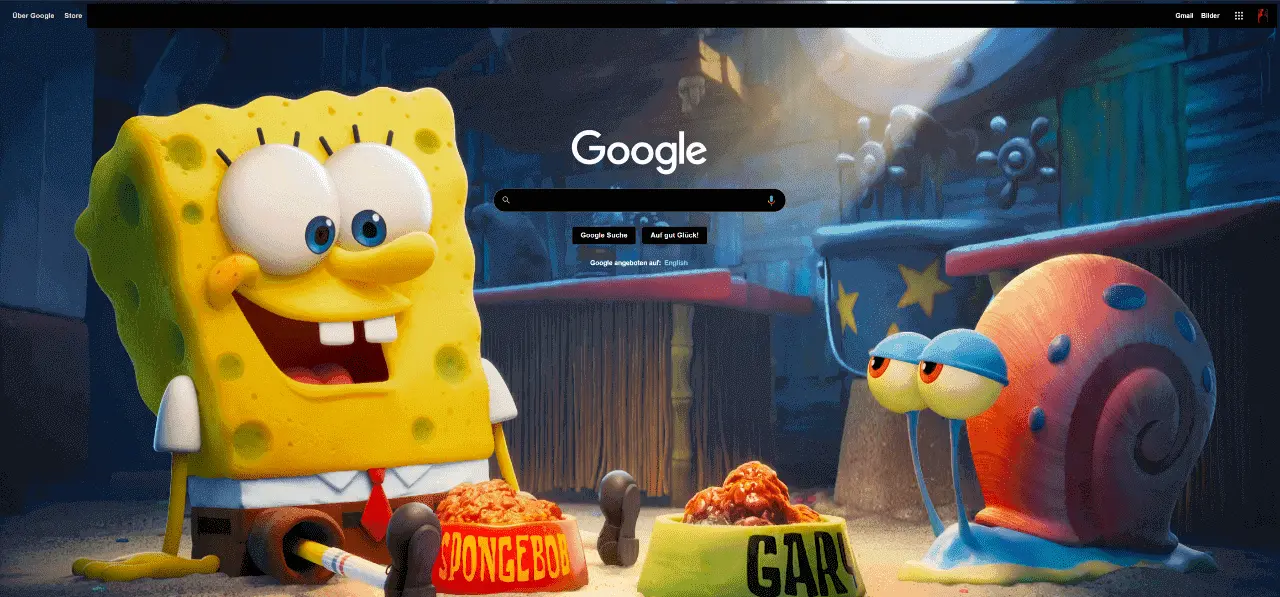 Über Google Store
Gmail Bilder
Google
Google Suche Auf gut Glück!
Google angeboten auf: English
SPONGEBOB
GARY